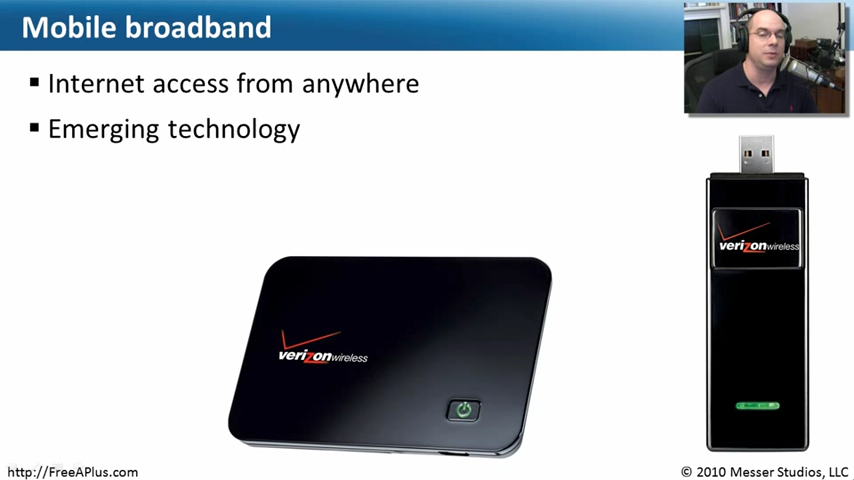 Mobile broadband
▪ Internet access from anywhere
▪ Emerging technology
verizonwireless
verizonwireless
http://FreeAPlus.com
© 2010 Messer Studios, LLC